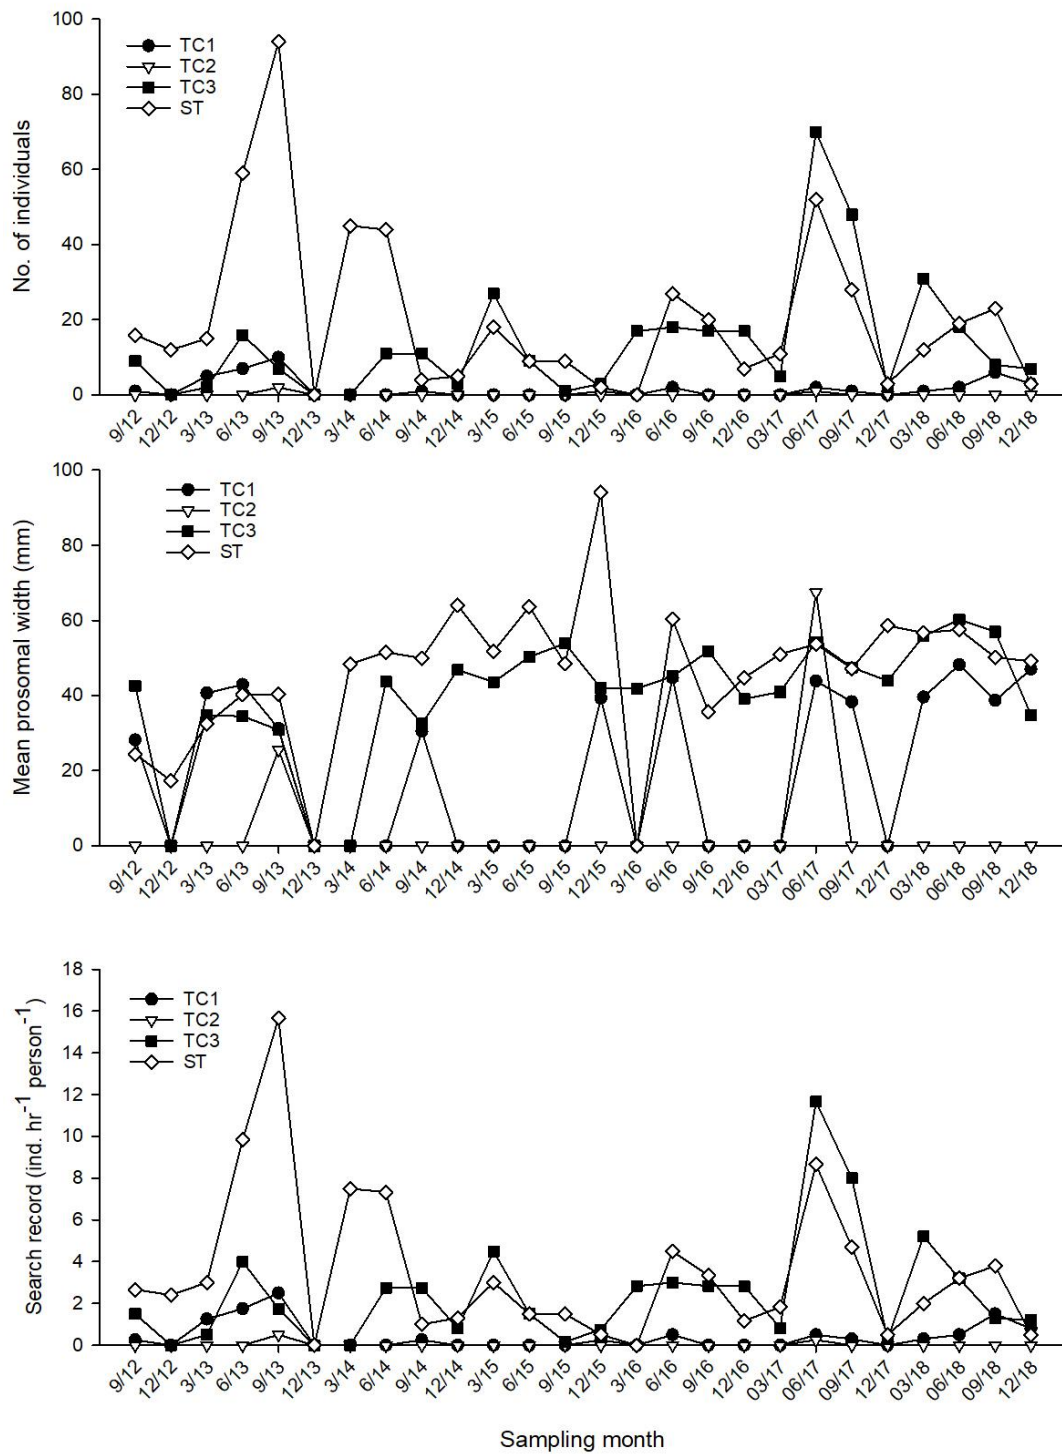 No. of individuals
100
80
60
40
20
0
TC1
TC2
TC3
ST
9/12 12/12 3/13 6/13 9/13 12/13 3/14 6/14 9/14 12/14 3/15 6/15 9/15 12/15 3/16 6/16 9/16 12/16 03/17 06/17 09/17 12/17 03/18 06/18 09/18 12/18
Mean prosomal width (mm)
100
80
60
40
20
0
TC1
TC2
TC3
ST
9/12 12/12 3/13 6/13 9/13 12/13 3/14 6/14 9/14 12/14 3/15 6/15 9/15 12/15 3/16 6/16 9/16 12/16 03/17 06/17 09/17 12/17 03/18 06/18 09/18 12/18
Search record (ind. hr⁻¹ person⁻¹)
18
16
14
12
10
8
6
4
2
0
TC1
TC2
TC3
ST
9/12 12/12 3/13 6/13 9/13 12/13 3/14 6/14 9/14 12/14 3/15 6/15 9/15 12/15 3/16 6/16 9/16 12/16 03/17 06/17 09/17 12/17 03/18 06/18 09/18 12/18
Sampling month